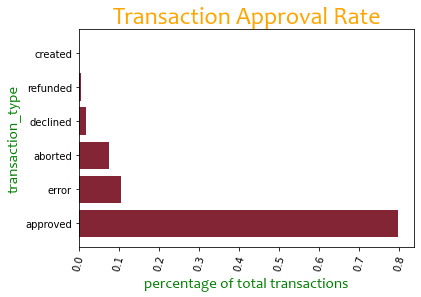 Transaction Approval Rate
created
refunded
declined
aborted
error
approved
transaction_type
0.0 0.1 0.2 0.3 0.4 0.5 0.6 0.7 0.8
percentage of total transactions